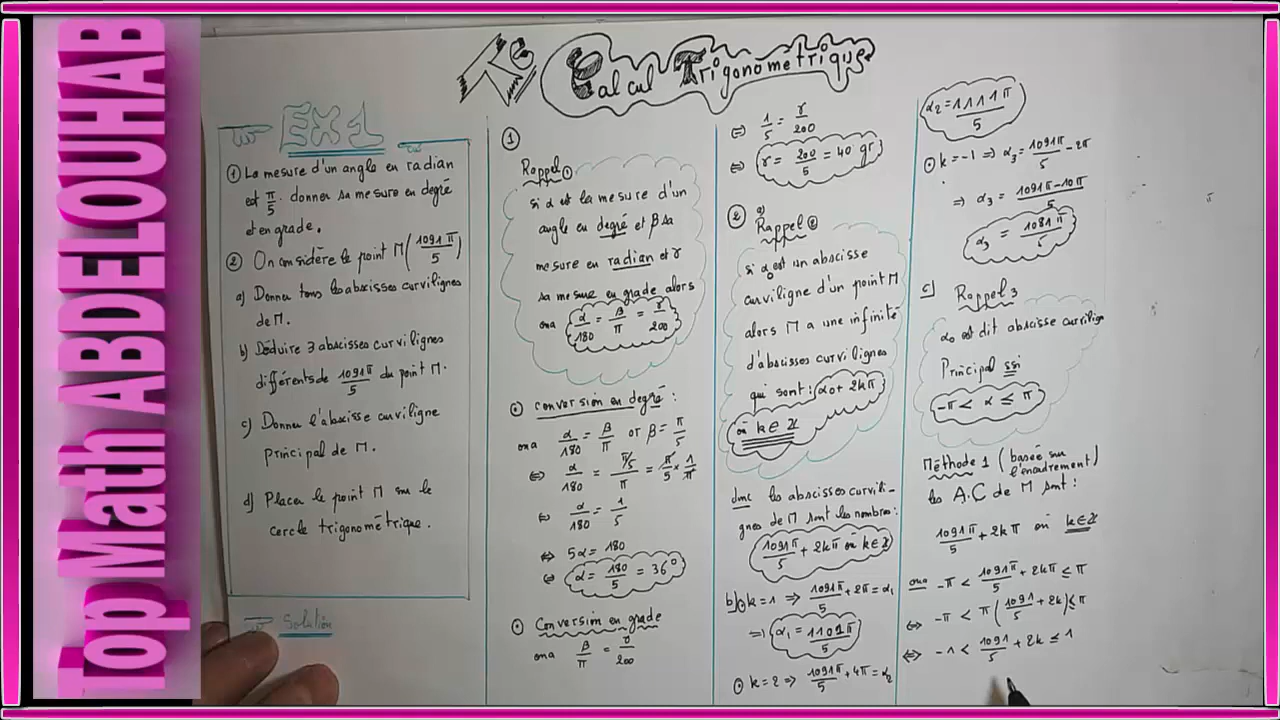 Top Math ABDELOUHAB
TC
Calcul Trigonométrique
EX1
① La mesure d'un angle en radian
est π/5. donner sa mesure en degré
et en grade.
② On considère le point M(1091π/5)
a) Donner tous les abscisses curvilignes
de M.
b) Déduire 3 abscisses curvilignes
différents de 1091π/5 du point M.
c) Donner l'abscisse curviligne
principal de M.
d) Placer le point M sur le
cercle trigonométrique.
Solution
①
Rappel①
si α est la mesure d'un
angle en degré et β sa
mesure en radian et γ
sa mesure en grade alors
ona α/180 = β/π = γ/200
• Conversion en degré :
ona α/180 = β/π or β = π/5
⇔ α/180 = (π/5)/π = π/5 × 1/π
⇔ α/180 = 1/5
⇔ 5α = 180
⇔ α = 180/5 = 36°
• Conversion en grade
ona β/π = γ/200
⇔ 1/5 = γ/200
⇔ γ = 200/5 = 40 gr
② a)
Rappel②
si α₀ est un abscisse
curviligne d'un point M
alors M a une infinité
d'abscisses curvilignes
qui sont : α₀ + 2kπ
où k ∈ ℤ
donc les abscisses curvili-
gnes de M sont les nombres:
1091π/5 + 2kπ où k ∈ ℤ
b) • k = 1 ⇒ 1091π/5 + 2π = α₁
⇒ α₁ = 1101π/5
• k = 2 ⇒ 1091π/5 + 4π = α₂
α₂ = 1111π/5
• k = -1 ⇒ α₃ = 1091π/5 - 2π
⇒ α₃ = (1091π - 10π)/5
α₃ = 1081π/5
c) Rappel 3
α₀ est dit abscisse curviligne
Principal ssi
-π < α ≤ π
Méthode 1 (basée sur
l'encadrement)
les A.C de M sont :
1091π/5 + 2kπ où k ∈ ℤ
ona -π < 1091π/5 + 2kπ ≤ π
⇔ -π < π(1091/5 + 2k) ≤ π
⇔ -1 < 1091/5 + 2k ≤ 1